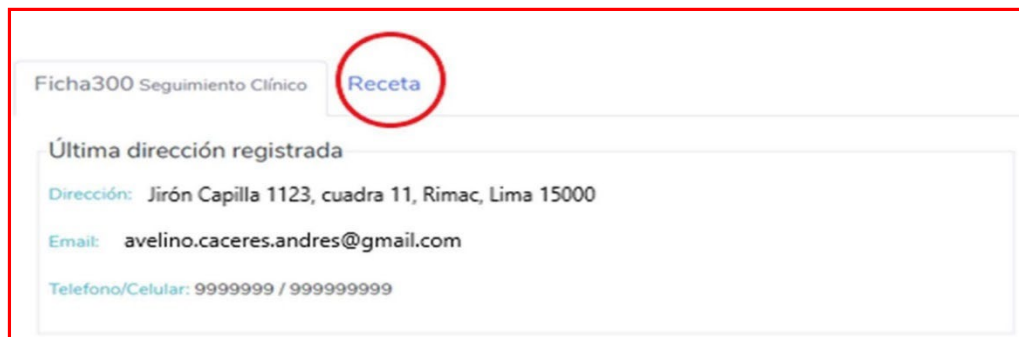 Ficha300 Seguimiento Clínico Receta
Última dirección registrada
Dirección: Jirón Capilla 1123, cuadra 11, Rimac, Lima 15000
Email: avelino.caceres.andres@gmail.com
Telefono/Celular: 9999999 / 999999999